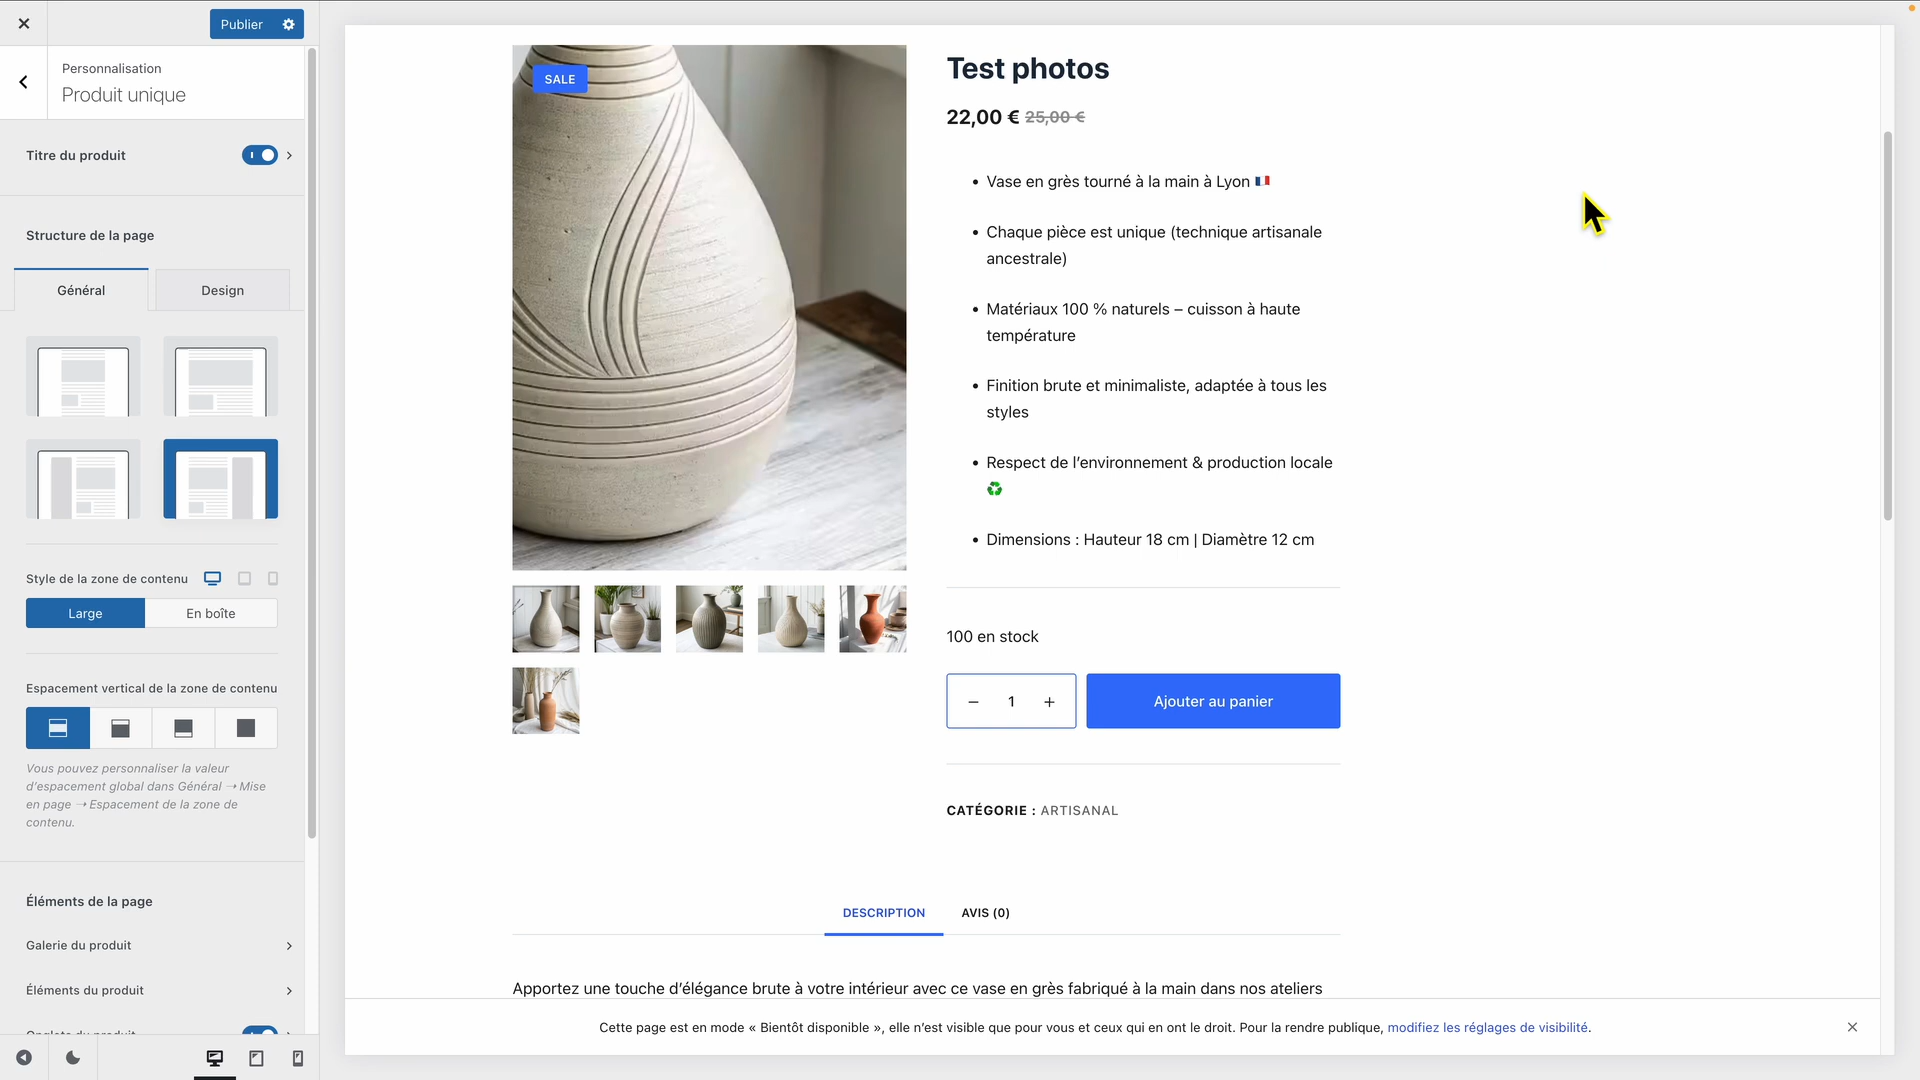 Publier
Personnalisation
Produit unique
Titre du produit
Structure de la page
Général
Design
Style de la zone de contenu
Large
En boîte
Espacement vertical de la zone de contenu
Vous pouvez personnaliser la valeur
d'espacement global dans Général ➝ Mise
en page ➝ Espacement de la zone de
contenu.
Éléments de la page
Galerie du produit
Éléments du produit
Onglets du produit
SALE
Test photos
22,00 € 25,00 €
• Vase en grès tourné à la main à Lyon 🇫🇷
• Chaque pièce est unique (technique artisanale
ancestrale)
• Matériaux 100 % naturels – cuisson à haute
température
• Finition brute et minimaliste, adaptée à tous les
styles
• Respect de l'environnement & production locale
♻️
• Dimensions : Hauteur 18 cm | Diamètre 12 cm
100 en stock
− 1 +
Ajouter au panier
CATÉGORIE : ARTISANAL
DESCRIPTION
AVIS (0)
Apportez une touche d'élégance brute à votre intérieur avec ce vase en grès fabriqué à la main dans nos ateliers
Cette page est en mode « Bientôt disponible », elle n'est visible que pour vous et ceux qui en ont le droit. Pour la rendre publique, modifiez les réglages de visibilité.